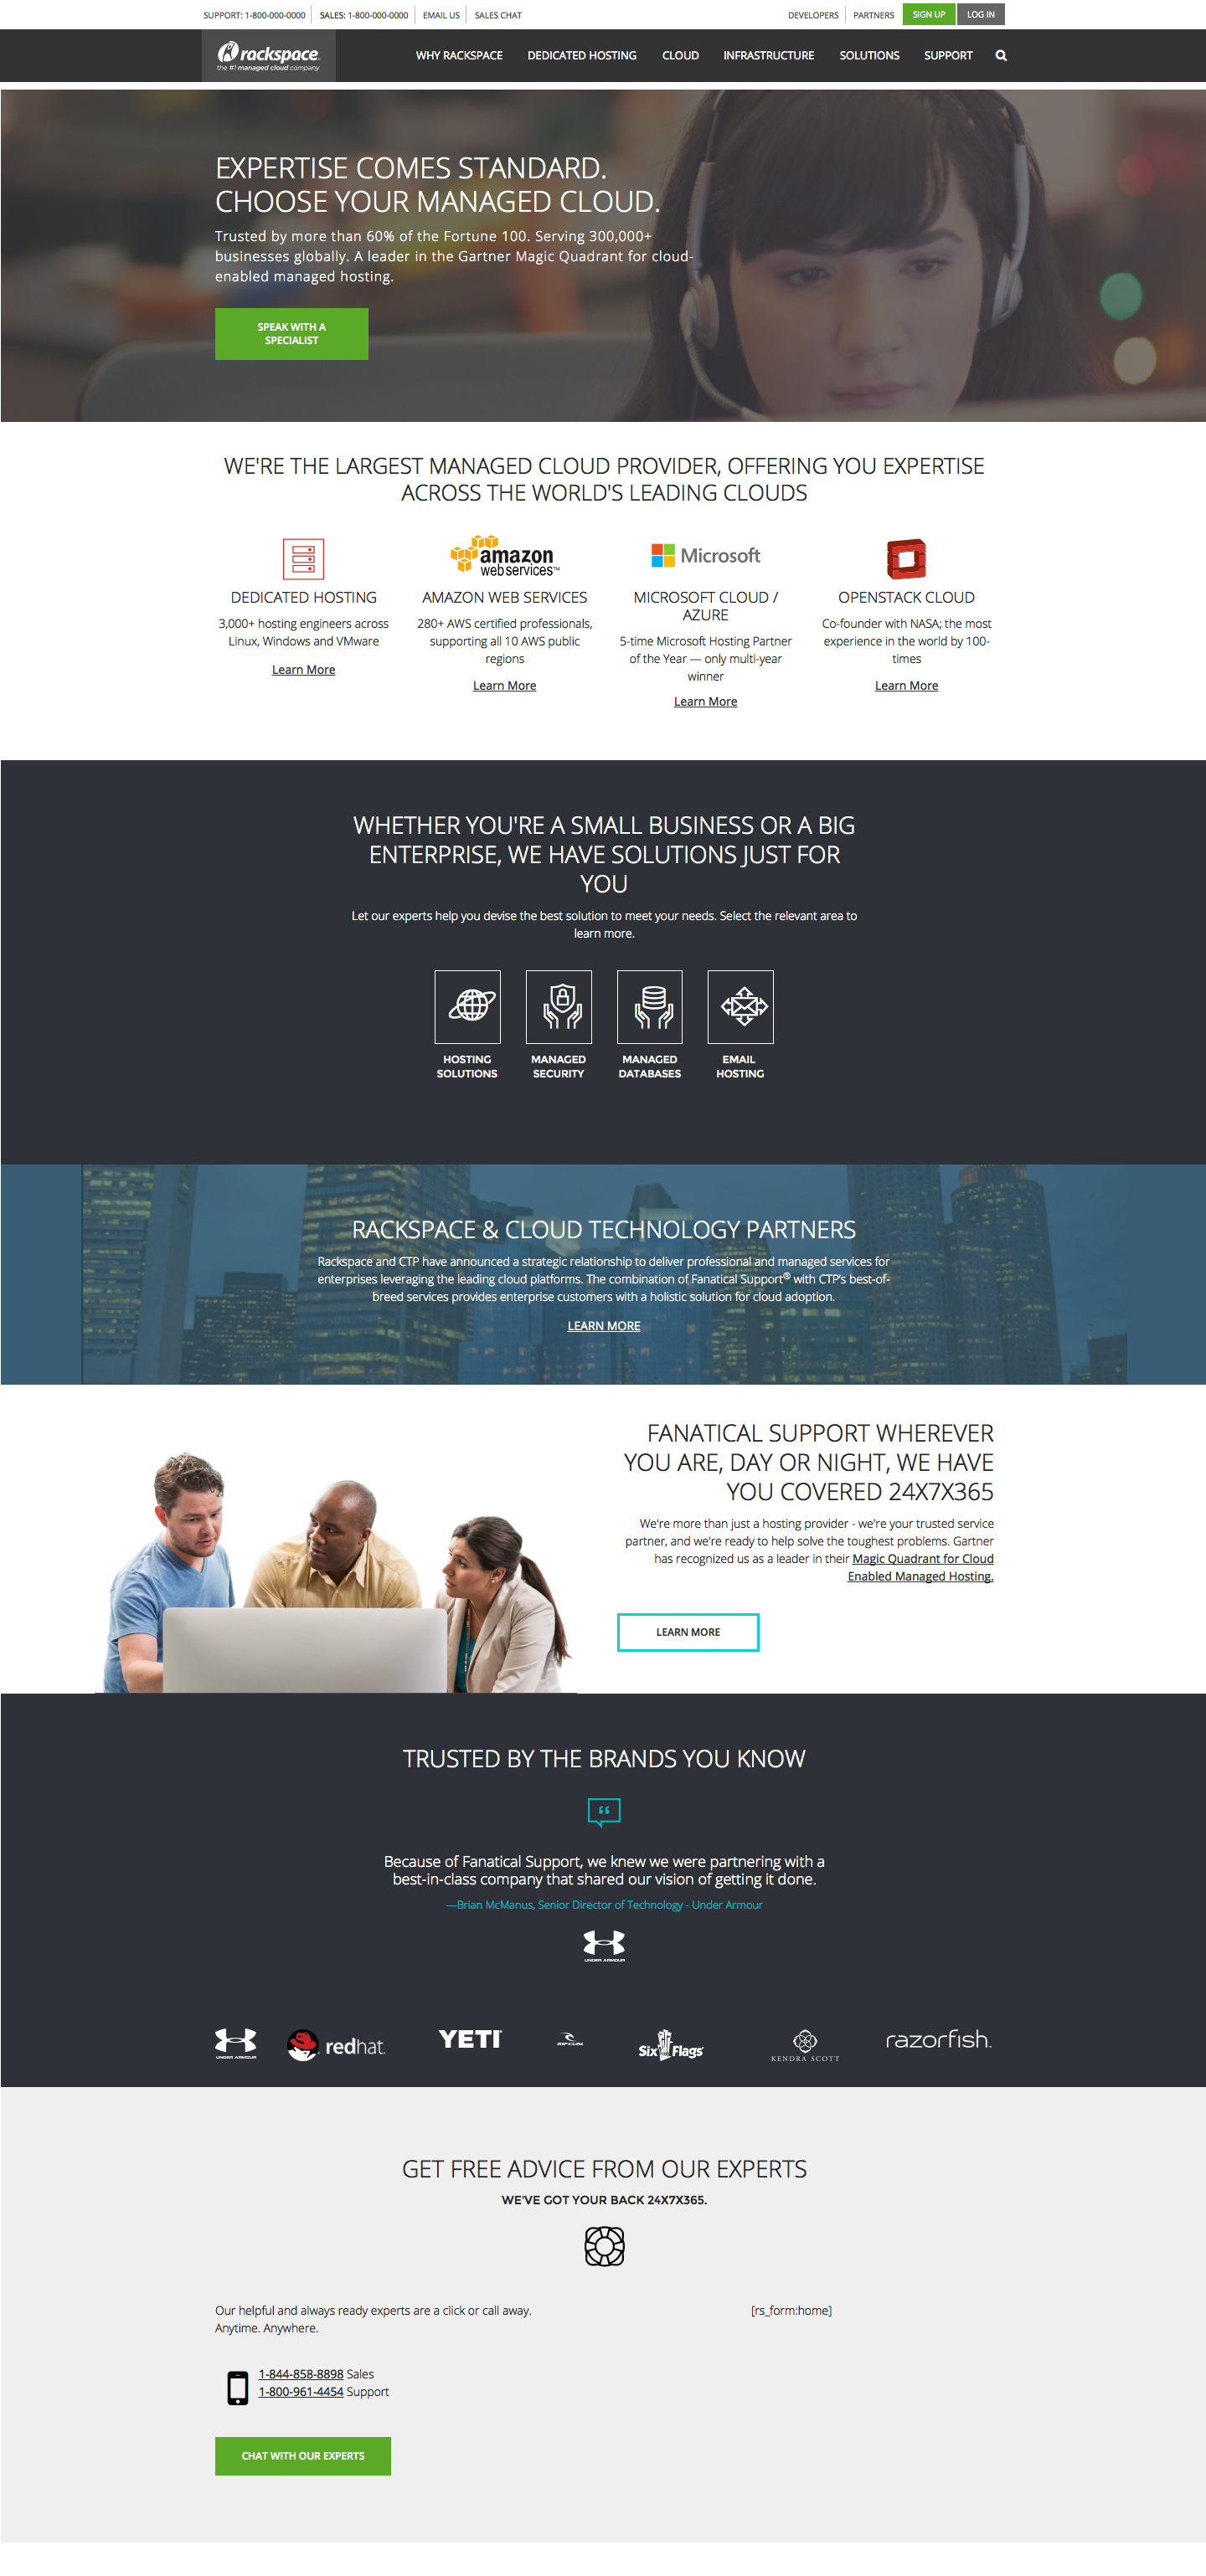 SUPPORT: 1-800-000-0000 SALES: 1-800-000-0000 EMAIL US SALES CHAT DEVELOPERS PARTNERS SIGN UP LOG IN
rackspace.
the #1 managed cloud company
WHY RACKSPACE DEDICATED HOSTING CLOUD INFRASTRUCTURE SOLUTIONS SUPPORT
EXPERTISE COMES STANDARD.
CHOOSE YOUR MANAGED CLOUD.
Trusted by more than 60% of the Fortune 100. Serving 300,000+
businesses globally. A leader in the Gartner Magic Quadrant for cloud-
enabled managed hosting.
SPEAK WITH A
SPECIALIST
WE'RE THE LARGEST MANAGED CLOUD PROVIDER, OFFERING YOU EXPERTISE
ACROSS THE WORLD'S LEADING CLOUDS
DEDICATED HOSTING
3,000+ hosting engineers across
Linux, Windows and VMware
Learn More
amazon
web services™
AMAZON WEB SERVICES
280+ AWS certified professionals,
supporting all 10 AWS public
regions
Learn More
Microsoft
MICROSOFT CLOUD /
AZURE
5-time Microsoft Hosting Partner
of the Year — only multi-year
winner
Learn More
OPENSTACK CLOUD
Co-founder with NASA; the most
experience in the world by 100-
times
Learn More
WHETHER YOU'RE A SMALL BUSINESS OR A BIG
ENTERPRISE, WE HAVE SOLUTIONS JUST FOR
YOU
Let our experts help you devise the best solution to meet your needs. Select the relevant area to
learn more.
HOSTING
SOLUTIONS
MANAGED
SECURITY
MANAGED
DATABASES
EMAIL
HOSTING
RACKSPACE & CLOUD TECHNOLOGY PARTNERS
Rackspace and CTP have announced a strategic relationship to deliver professional and managed services for
enterprises leveraging the leading cloud platforms. The combination of Fanatical Support® with CTP's best-of-
breed services provides enterprise customers with a holistic solution for cloud adoption.
LEARN MORE
FANATICAL SUPPORT WHEREVER
YOU ARE, DAY OR NIGHT, WE HAVE
YOU COVERED 24X7X365
We're more than just a hosting provider - we're your trusted service
partner, and we're ready to help solve the toughest problems. Gartner
has recognized us as a leader in their Magic Quadrant for Cloud
Enabled Managed Hosting.
LEARN MORE
TRUSTED BY THE BRANDS YOU KNOW
Because of Fanatical Support, we knew we were partnering with a
best-in-class company that shared our vision of getting it done.
—Brian McManus, Senior Director of Technology - Under Armour
UNDER ARMOUR
UNDER ARMOUR
redhat.
YETI
RIP CURL
Six Flags
KENDRA SCOTT
razorfish.
GET FREE ADVICE FROM OUR EXPERTS
WE'VE GOT YOUR BACK 24X7X365.
Our helpful and always ready experts are a click or call away.
Anytime. Anywhere.
[rs_form:home]
1-844-858-8898 Sales
1-800-961-4454 Support
CHAT WITH OUR EXPERTS